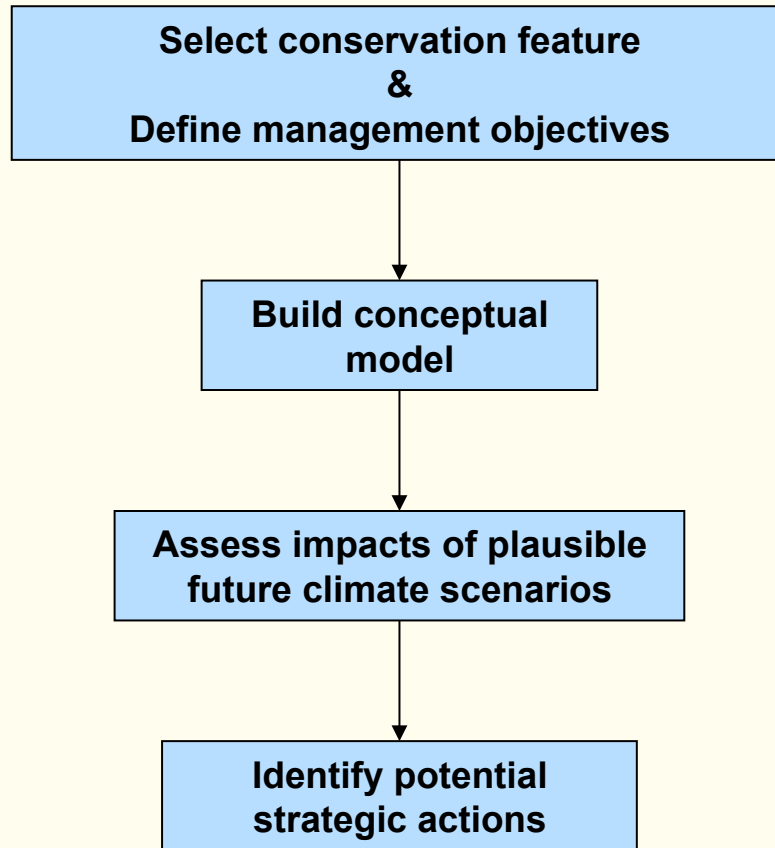 Select conservation feature
&
Define management objectives
Build conceptual
model
Assess impacts of plausible
future climate scenarios
Identify potential
strategic actions